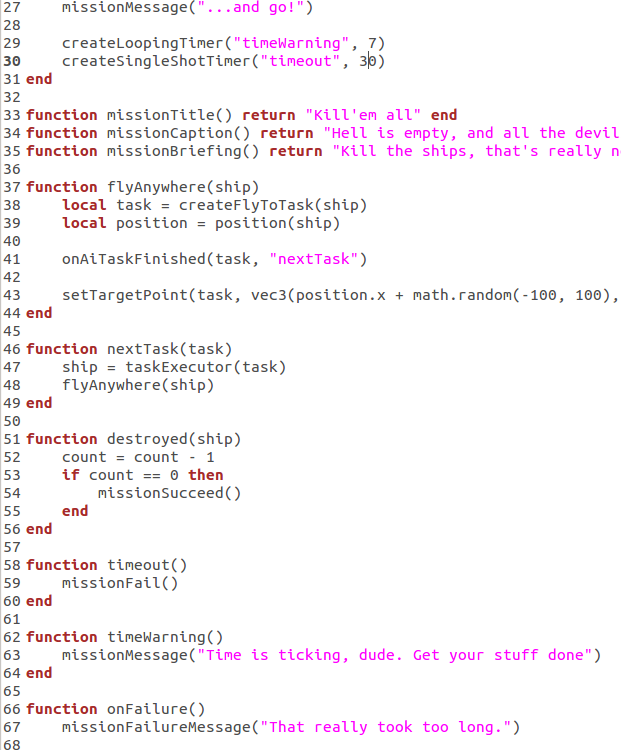 27 missionMessage("...and go!")
28
29 createLoopingTimer("timeWarning", 7)
30 createSingleShotTimer("timeout", 30)
31 end
32
33 function missionTitle() return "Kill'em all" end
34 function missionCaption() return "Hell is empty, and all the devil
35 function missionBriefing() return "Kill the ships, that's really n
36
37 function flyAnywhere(ship)
38 local task = createFlyToTask(ship)
39 local position = position(ship)
40
41 onAiTaskFinished(task, "nextTask")
42
43 setTargetPoint(task, vec3(position.x + math.random(-100, 100),
44 end
45
46 function nextTask(task)
47 ship = taskExecutor(task)
48 flyAnywhere(ship)
49 end
50
51 function destroyed(ship)
52 count = count - 1
53 if count == 0 then
54 missionSucceed()
55 end
56 end
57
58 function timeout()
59 missionFail()
60 end
61
62 function timeWarning()
63 missionMessage("Time is ticking, dude. Get your stuff done")
64 end
65
66 function onFailure()
67 missionFailureMessage("That really took too long.")
68